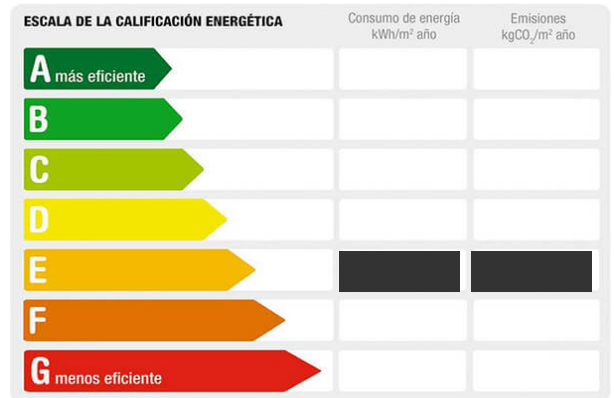 ESCALA DE LA CALIFICACIÓN ENERGÉTICA
Consumo de energía
kWh/m² año
Emisiones
kgCO₂/m² año
A más eficiente
B
C
D
E
F
G menos eficiente